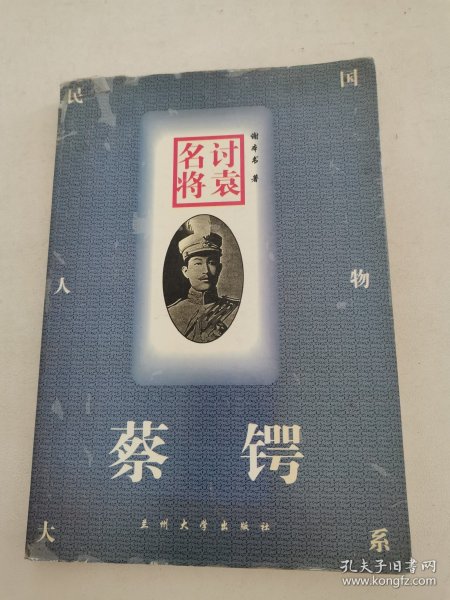 民国
人物
大系
讨袁
名将
谢本书 著
蔡锷
兰州大学出版社
孔夫子旧书网
www.kongfz.com